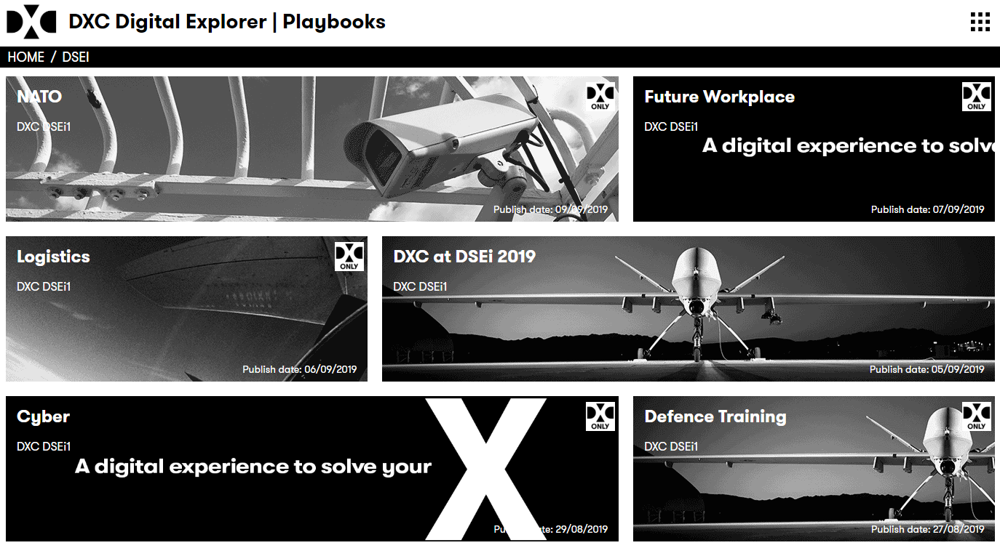 DXC DXC Digital Explorer | Playbooks
HOME / DSEI
NATO
DXC ONLY
DXC DSEi1
Publish date: 09/09/2019
Future Workplace
DXC ONLY
DXC DSEi1
A digital experience to solve
Publish date: 07/09/2019
Logistics
DXC ONLY
DXC DSEi1
Publish date: 06/09/2019
DXC at DSEi 2019
DXC DSEi1
Publish date: 05/09/2019
Cyber
DXC ONLY
DXC DSEi1
A digital experience to solve your X
Publish date: 29/08/2019
Defence Training
DXC ONLY
DXC DSEi1
Publish date: 27/08/2019